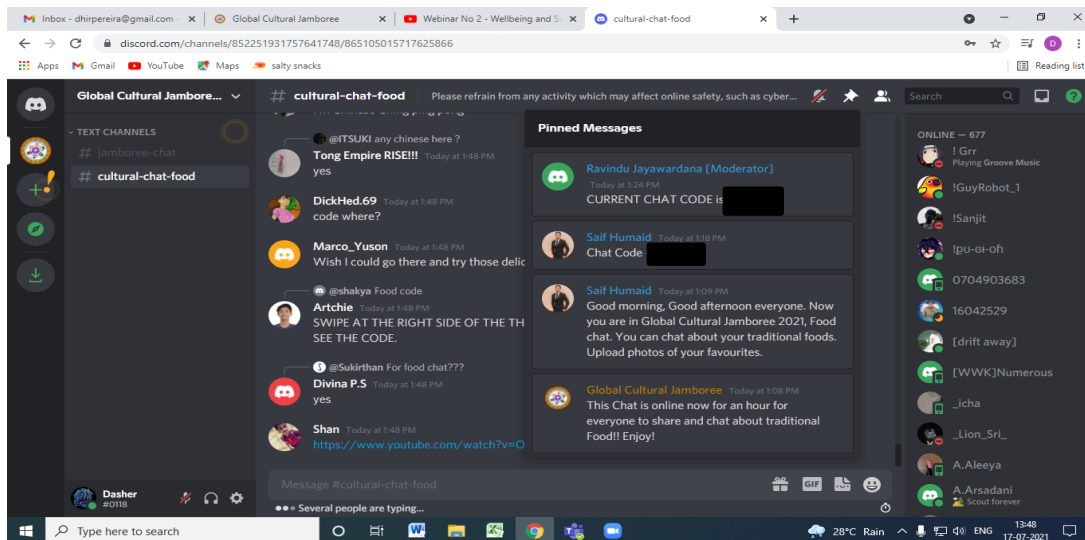 Inbox - dhirpereira@gmail.com -
Global Cultural Jamboree
Webinar No 2 - Wellbeing and S
cultural-chat-food
discord.com/channels/852251931757641748/865105015717625866
Apps
Gmail
YouTube
Maps
salty snacks
Reading list
Global Cultural Jambore...
cultural-chat-food
Please refrain from any activity which may affect online safety, such as cyber...
Search
TEXT CHANNELS
jamboree-chat
cultural-chat-food
@ITSUKI any chinese here ?
Tong Empire RISE!!! Today at 1:48 PM
yes
DickHed.69 Today at 1:48 PM
code where?
Marco_Yuson Today at 1:48 PM
Wish I could go there and try those delic
@shakya Food code
Artchie Today at 1:48 PM
SWIPE AT THE RIGHT SIDE OF THE TH
SEE THE CODE.
@Sukirthan For food chat???
Divina P.S Today at 1:48 PM
yes
Shan Today at 1:48 PM
https://www.youtube.com/watch?v=O
Message #cultural-chat-food
GIF
Several people are typing...
Pinned Messages
Ravindu Jayawardana [Moderator]
Today at 1:24 PM
CURRENT CHAT CODE is
Saif Humaid Today at 1:18 PM
Chat Code
Saif Humaid Today at 1:09 PM
Good morning, Good afternoon everyone. Now
you are in Global Cultural Jamboree 2021, Food
chat. You can chat about your traditional foods.
Upload photos of your favourites.
Global Cultural Jamboree Today at 1:08 PM
This Chat is online now for an hour for
everyone to share and chat about traditional
Food!! Enjoy!
ONLINE — 677
! Grr
Playing Groove Music
!GuyRobot_1
!Sanjit
0704903683
16042529
[drift away]
[WWK]Numerous
_icha
_Lion_Sri_
A.Aleeya
A.Arsadani
Scout forever
Dasher
#0118
Type here to search
28°C Rain
ENG
13:48
17-07-2021